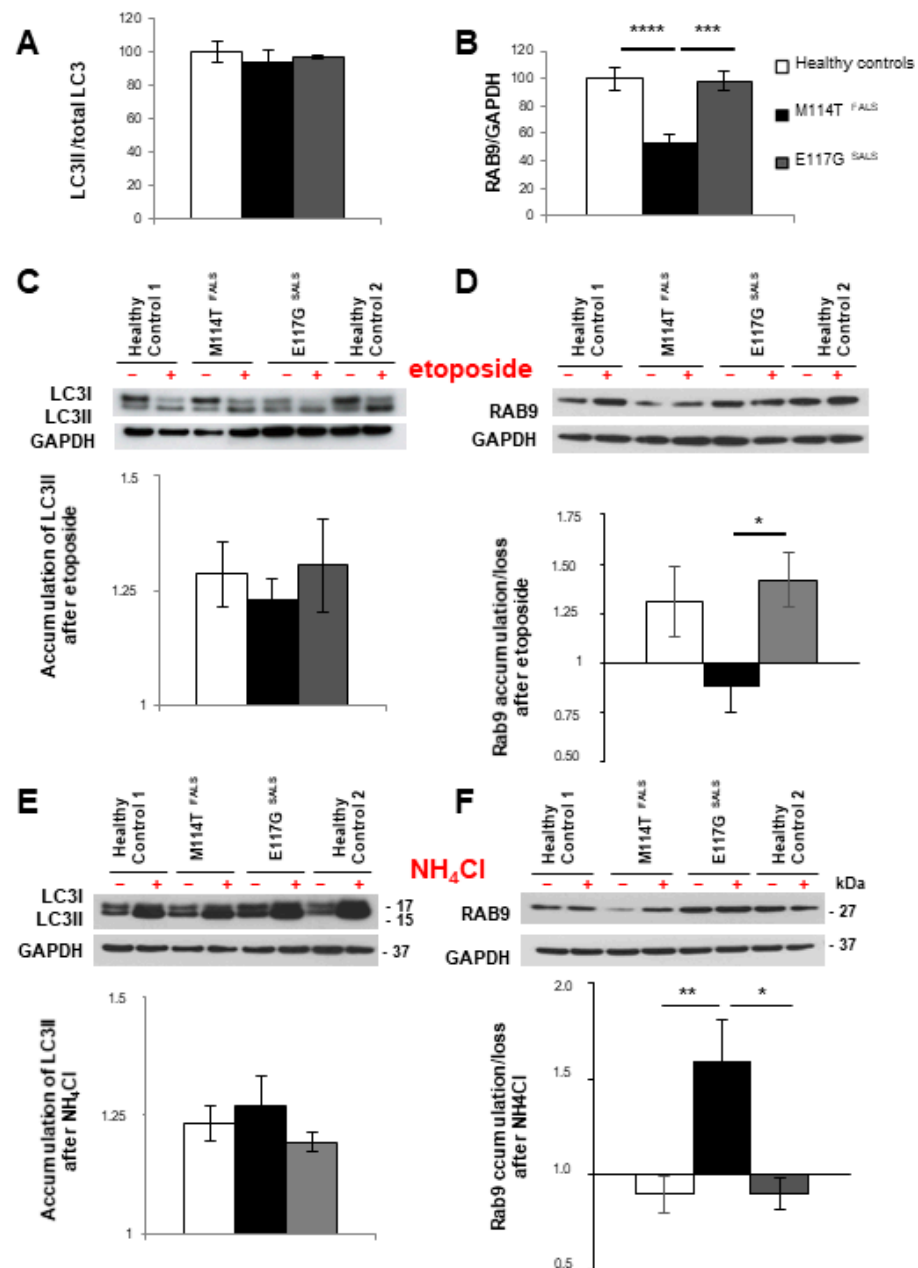 A
120
100
80
60
40
20
0
LC3II/total LC3
B
**** ***
120
100
80
60
40
20
0
RAB9/GAPDH
Healthy controls
M114T FALS
E117G SALS
C
Healthy Control 1
M114T FALS
E117G SALS
Healthy Control 2
− + − + − + − +
etoposide
LC3I
LC3II
GAPDH
1.5
1.25
1
Accumulation of LC3II
after etoposide
D
Healthy Control 1
M114T FALS
E117G SALS
Healthy Control 2
− + − + − + − +
RAB9
GAPDH
1.75
1.50
1.25
1
0.75
0.50
*
Rab9 accumulation/loss
after etoposide
E
Healthy Control 1
M114T FALS
E117G SALS
Healthy Control 2
− + − + − + − +
NH₄Cl
LC3I
LC3II
GAPDH
- 17
- 15
- 37
1.5
1.25
1
Accumulation of LC3II
after NH₄Cl
F
Healthy Control 1
M114T FALS
E117G SALS
Healthy Control 2
− + − + − + − +
kDa
RAB9
- 27
GAPDH
- 37
2.0
1.5
1.0
0.5
** *
Rab9 ccumulation/loss
after NH4Cl